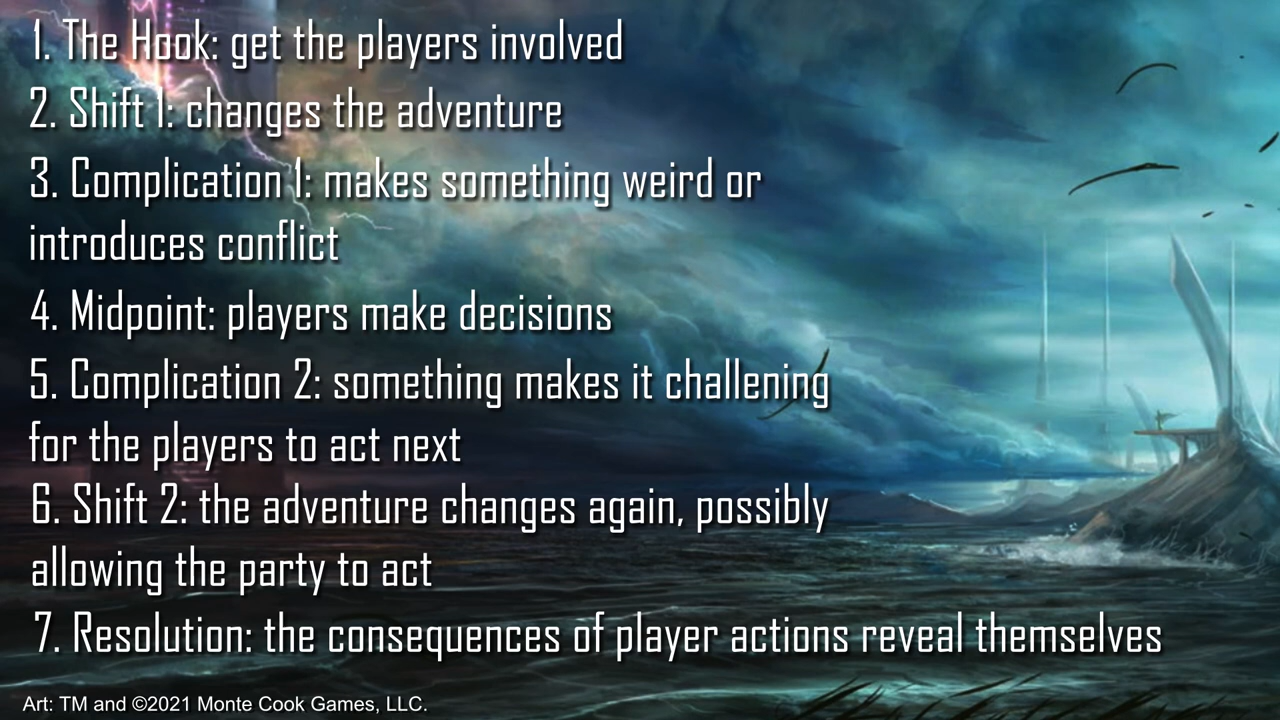 1. The Hook: get the players involved
2. Shift 1: changes the adventure
3. Complication 1: makes something weird or
introduces conflict
4. Midpoint: players make decisions
5. Complication 2: something makes it challening
for the players to act next
6. Shift 2: the adventure changes again, possibly
allowing the party to act
7. Resolution: the consequences of player actions reveal themselves
Art: TM and ©2021 Monte Cook Games, LLC.